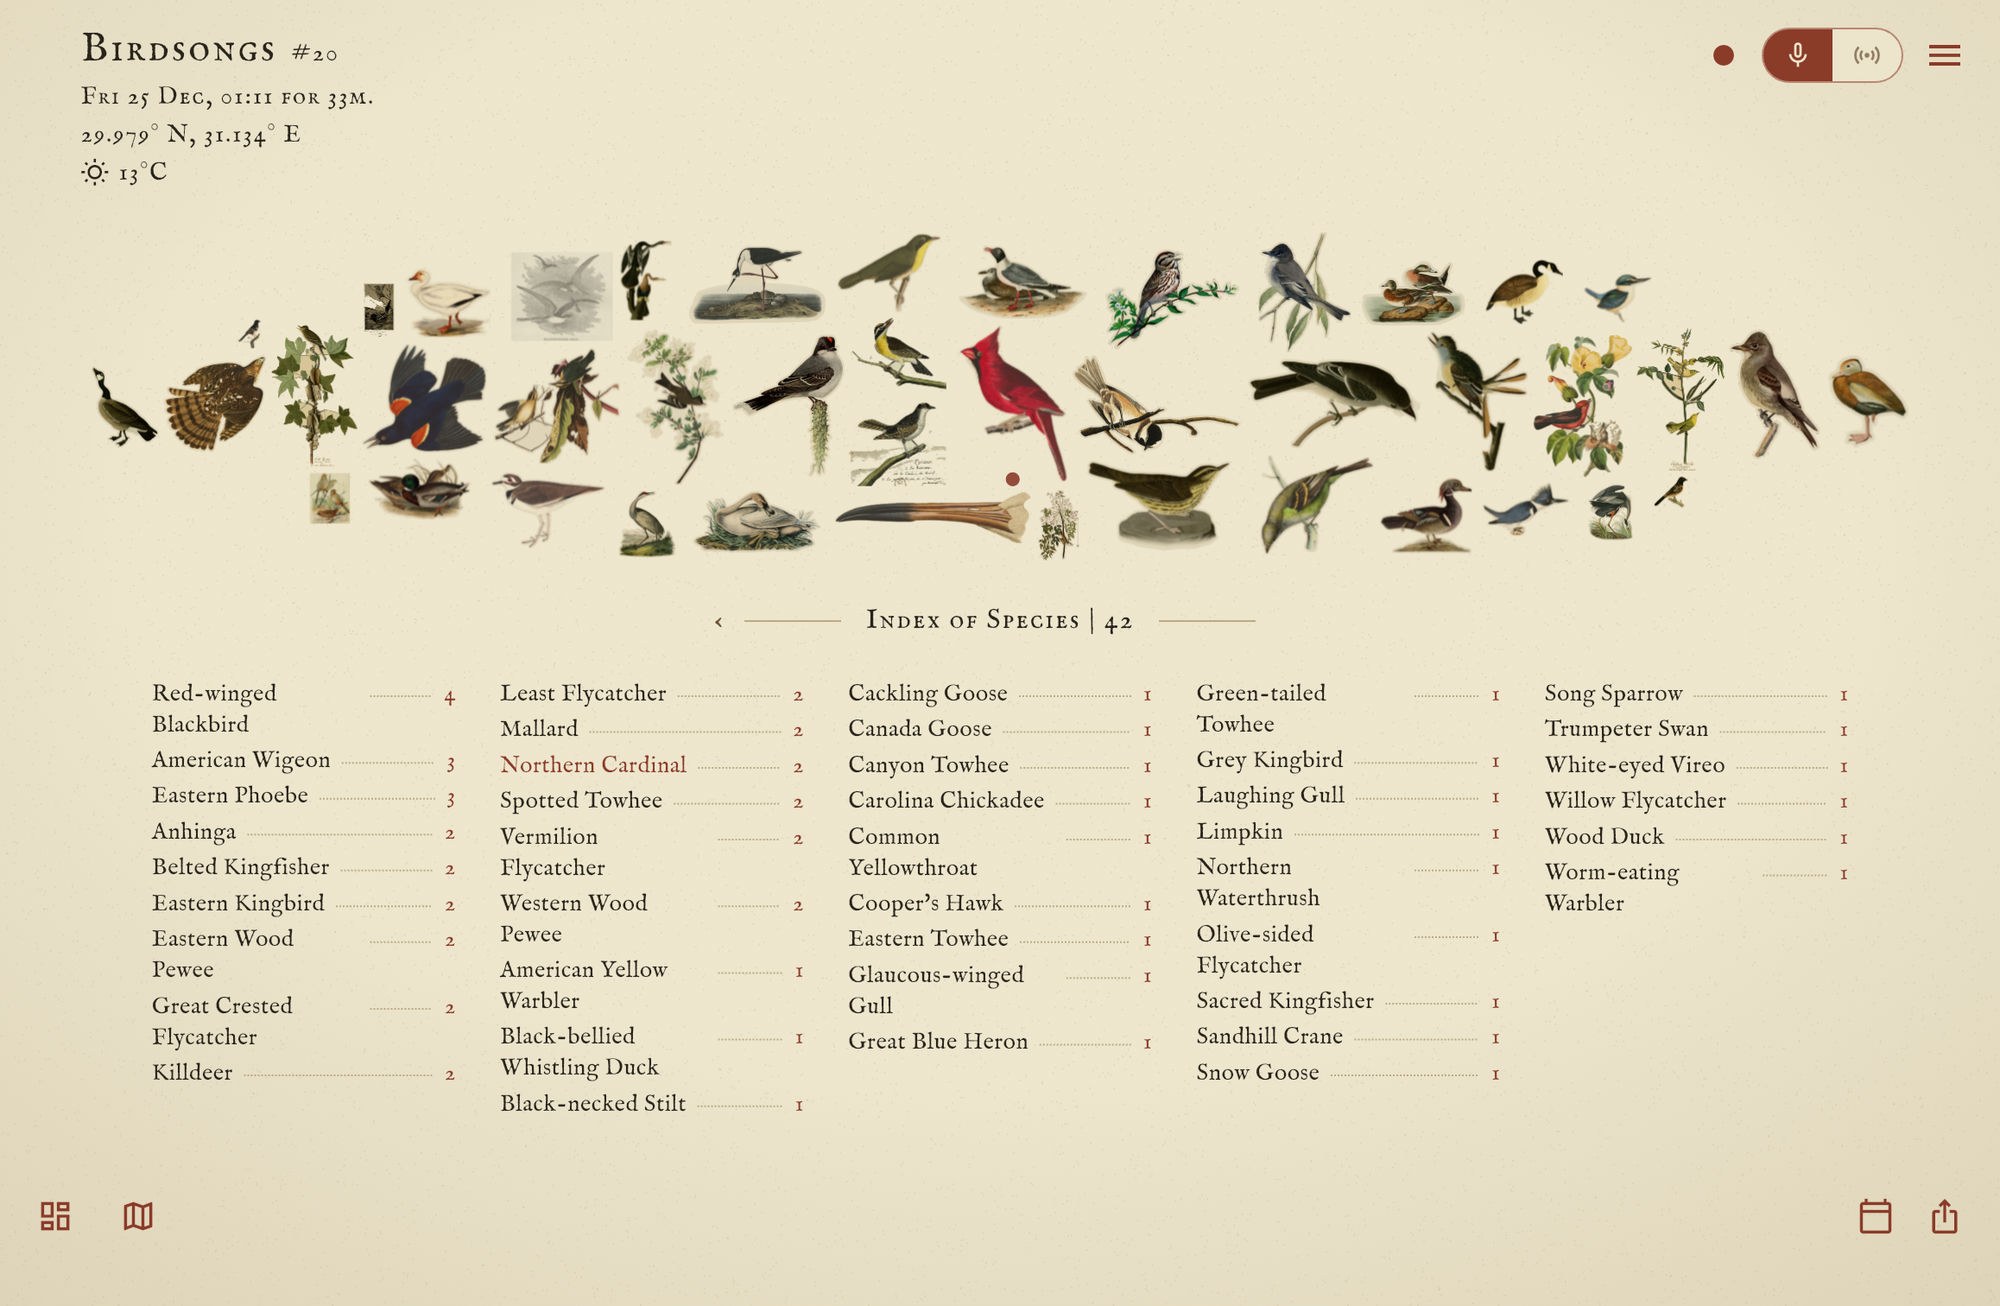 Birdsongs #20
Fri 25 Dec, 01:11 for 33m.
29.979° N, 31.134° E
13°C
‹ Index of Species | 42
Red-winged Blackbird 4
American Wigeon 3
Eastern Phoebe 3
Anhinga 2
Belted Kingfisher 2
Eastern Kingbird 2
Eastern Wood Pewee 2
Great Crested Flycatcher 2
Killdeer 2
Least Flycatcher 2
Mallard 2
Northern Cardinal 2
Spotted Towhee 2
Vermilion Flycatcher 2
Western Wood Pewee 2
American Yellow Warbler 1
Black-bellied Whistling Duck 1
Black-necked Stilt 1
Cackling Goose 1
Canada Goose 1
Canyon Towhee 1
Carolina Chickadee 1
Common Yellowthroat 1
Cooper's Hawk 1
Eastern Towhee 1
Glaucous-winged Gull 1
Great Blue Heron 1
Green-tailed Towhee 1
Grey Kingbird 1
Laughing Gull 1
Limpkin 1
Northern Waterthrush 1
Olive-sided Flycatcher 1
Sacred Kingfisher 1
Sandhill Crane 1
Snow Goose 1
Song Sparrow 1
Trumpeter Swan 1
White-eyed Vireo 1
Willow Flycatcher 1
Wood Duck 1
Worm-eating Warbler 1